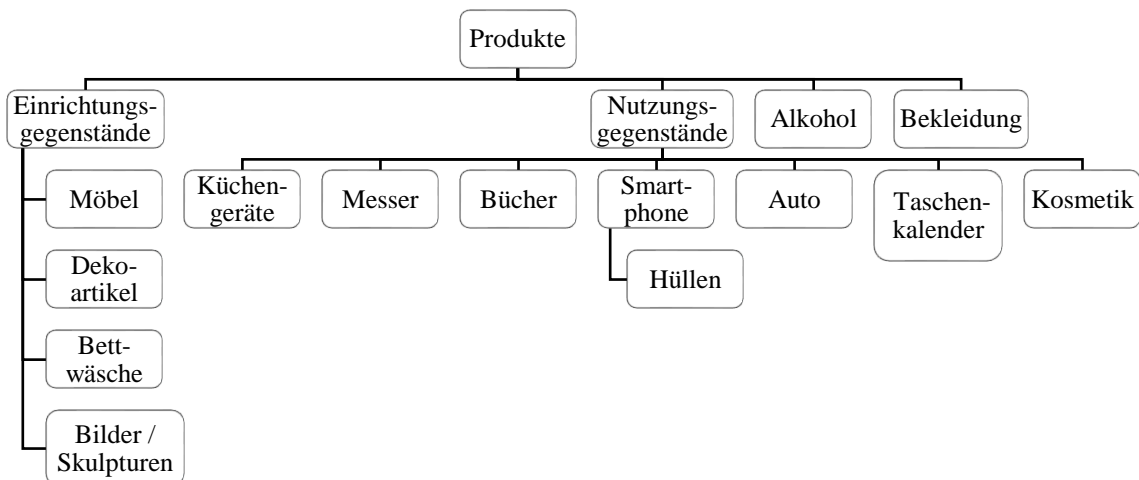 Produkte
Einrichtungs-
gegenstände
Nutzungs-
gegenstände
Alkohol
Bekleidung
Möbel
Deko-
artikel
Bett-
wäsche
Bilder /
Skulpturen
Küchen-
geräte
Messer
Bücher
Smart-
phone
Hüllen
Auto
Taschen-
kalender
Kosmetik